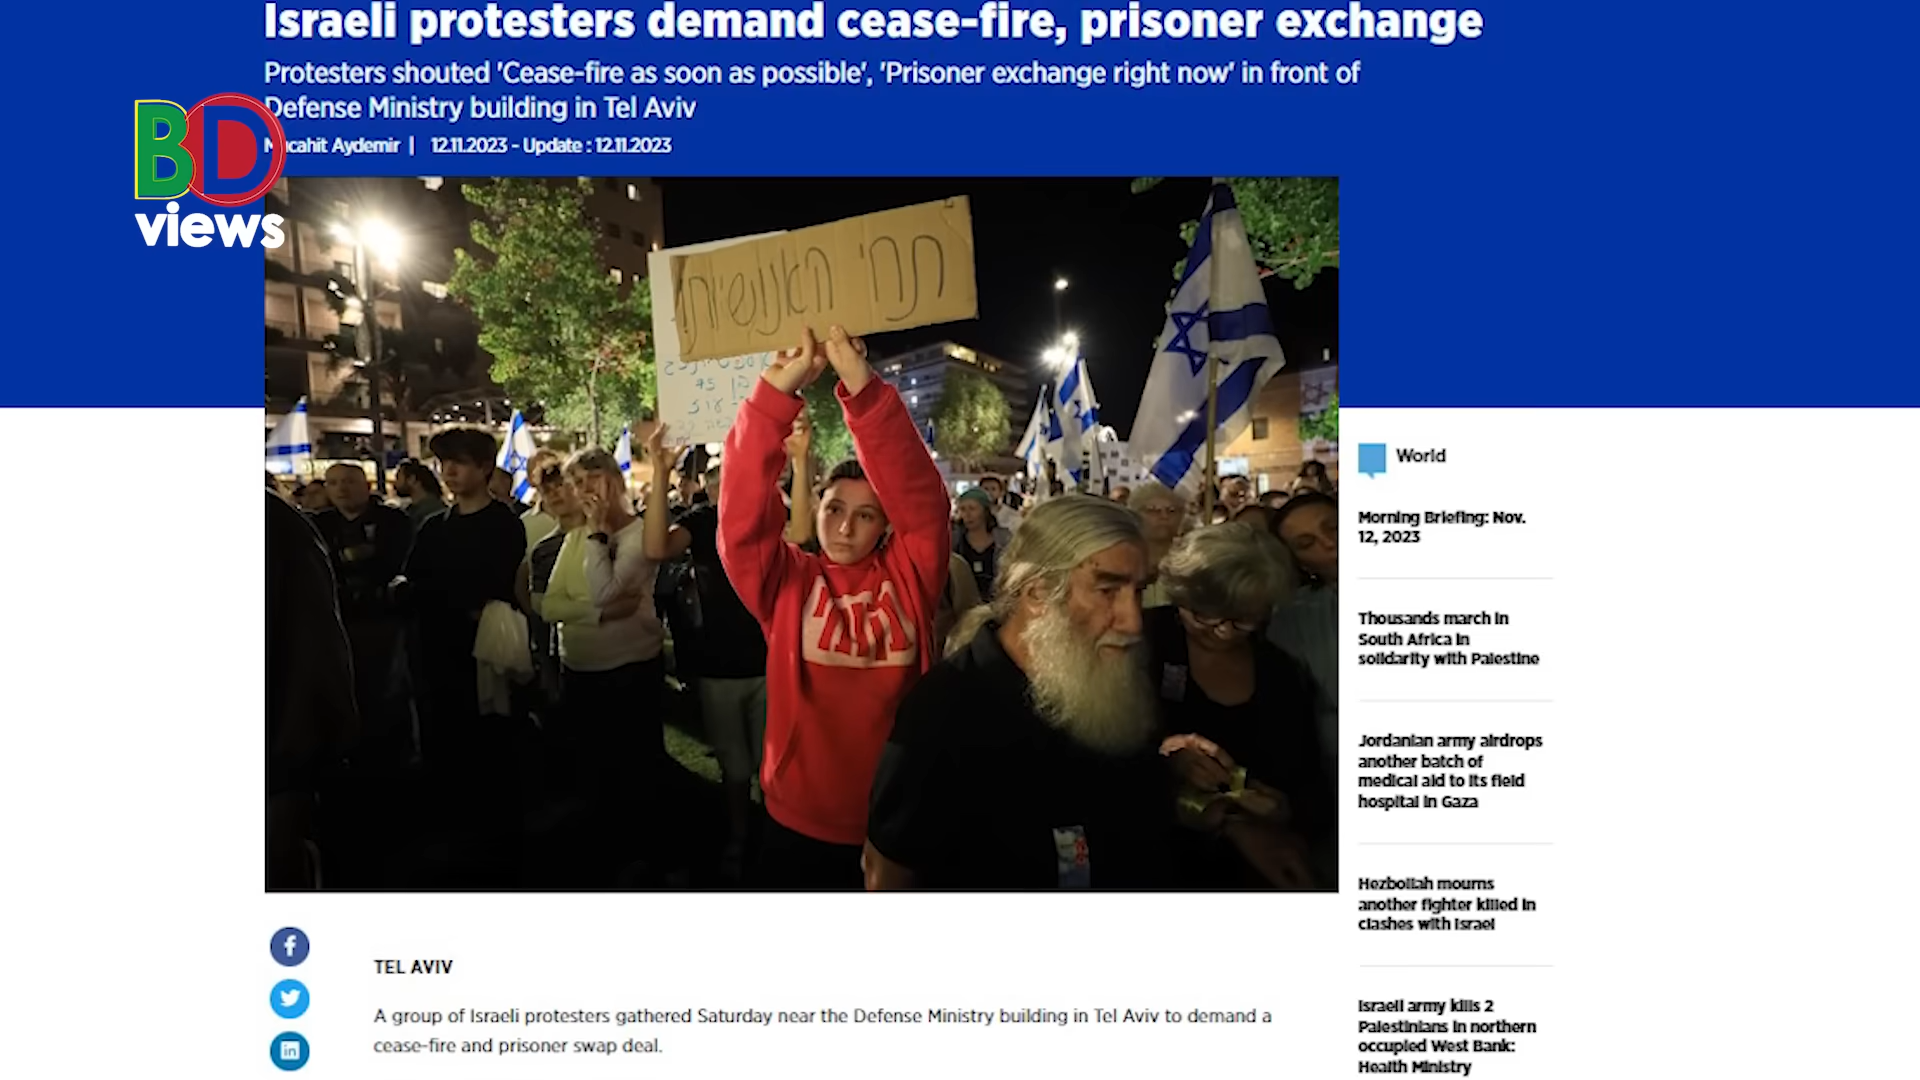 Israeli protesters demand cease-fire, prisoner exchange
Protesters shouted 'Cease-fire as soon as possible', 'Prisoner exchange right now' in front of
Defense Ministry building in Tel Aviv
Mucahit Aydemir | 12.11.2023 - Update : 12.11.2023
BD
views
תחי האנושיות!
World
Morning Briefing: Nov.
12, 2023
Thousands march in
South Africa in
solidarity with Palestine
Jordanian army airdrops
another batch of
medical aid to its field
hospital in Gaza
Hezbollah mourns
another fighter killed in
clashes with Israel
Israeli army kills 2
Palestinians in northern
occupied West Bank:
Health Ministry
f
in
TEL AVIV
A group of Israeli protesters gathered Saturday near the Defense Ministry building in Tel Aviv to demand a
cease-fire and prisoner swap deal.